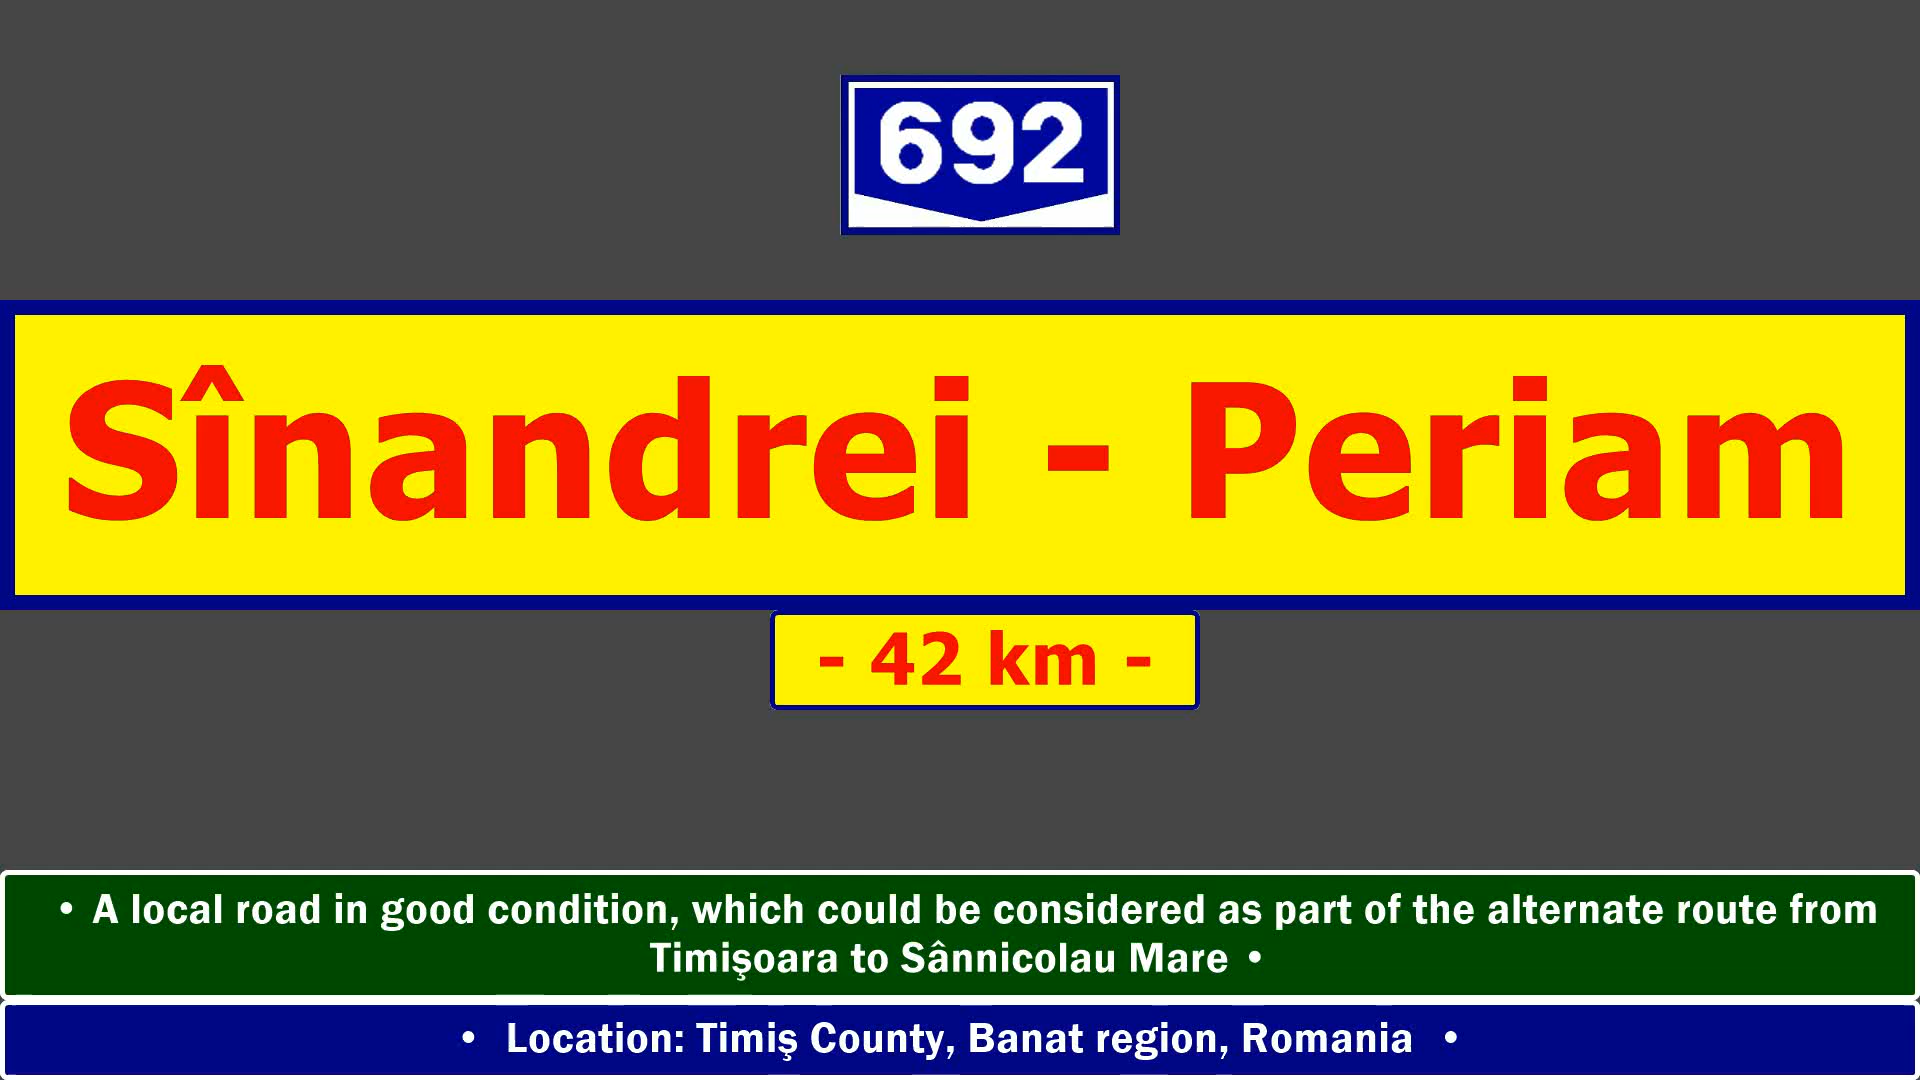 692
Sînandrei - Periam
- 42 km -
• A local road in good condition, which could be considered as part of the alternate route from
Timişoara to Sânnicolau Mare •
• Location: Timiş County, Banat region, Romania •